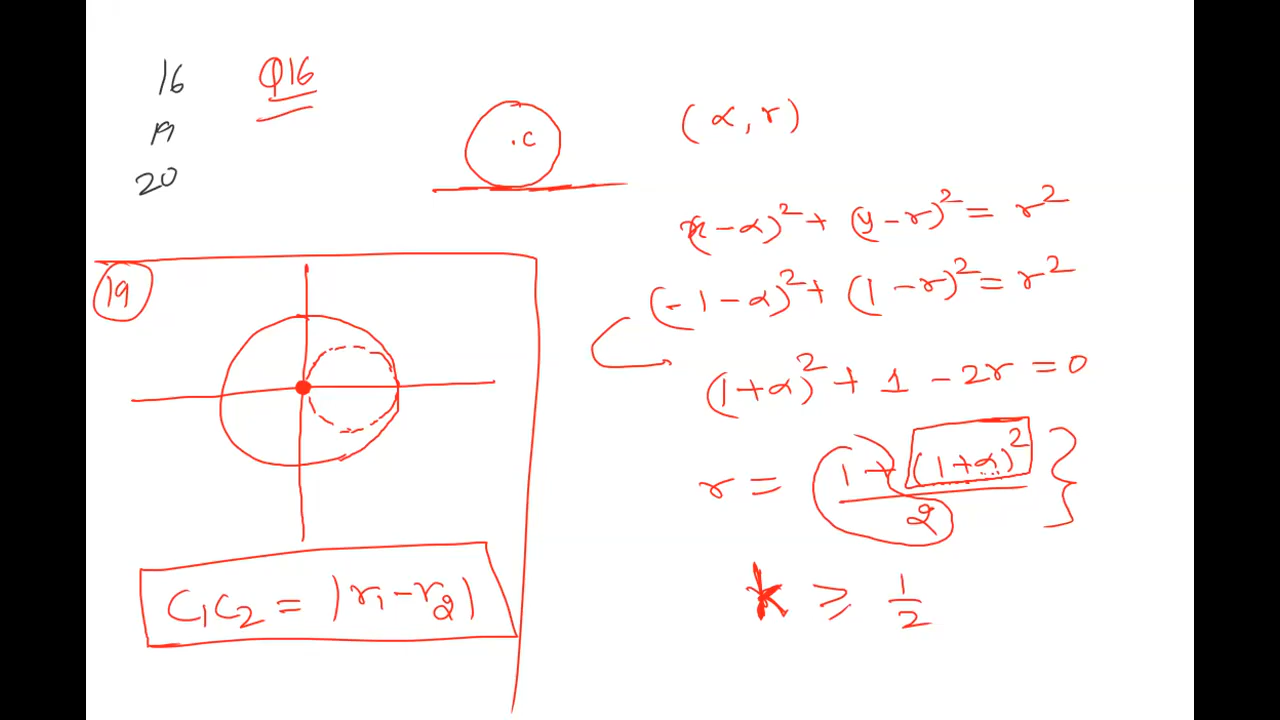 16
Q16
19
20
.C
(α, r)
(x-α)²+ (y-r)²= r²
(-1-α)²+ (1-r)²= r²
(1+α)²+ 1 -2r =0
r = 1+(1+α)² / 2 }
k ≥ 1/2
19
C₁C₂ = |r₁-r₂|